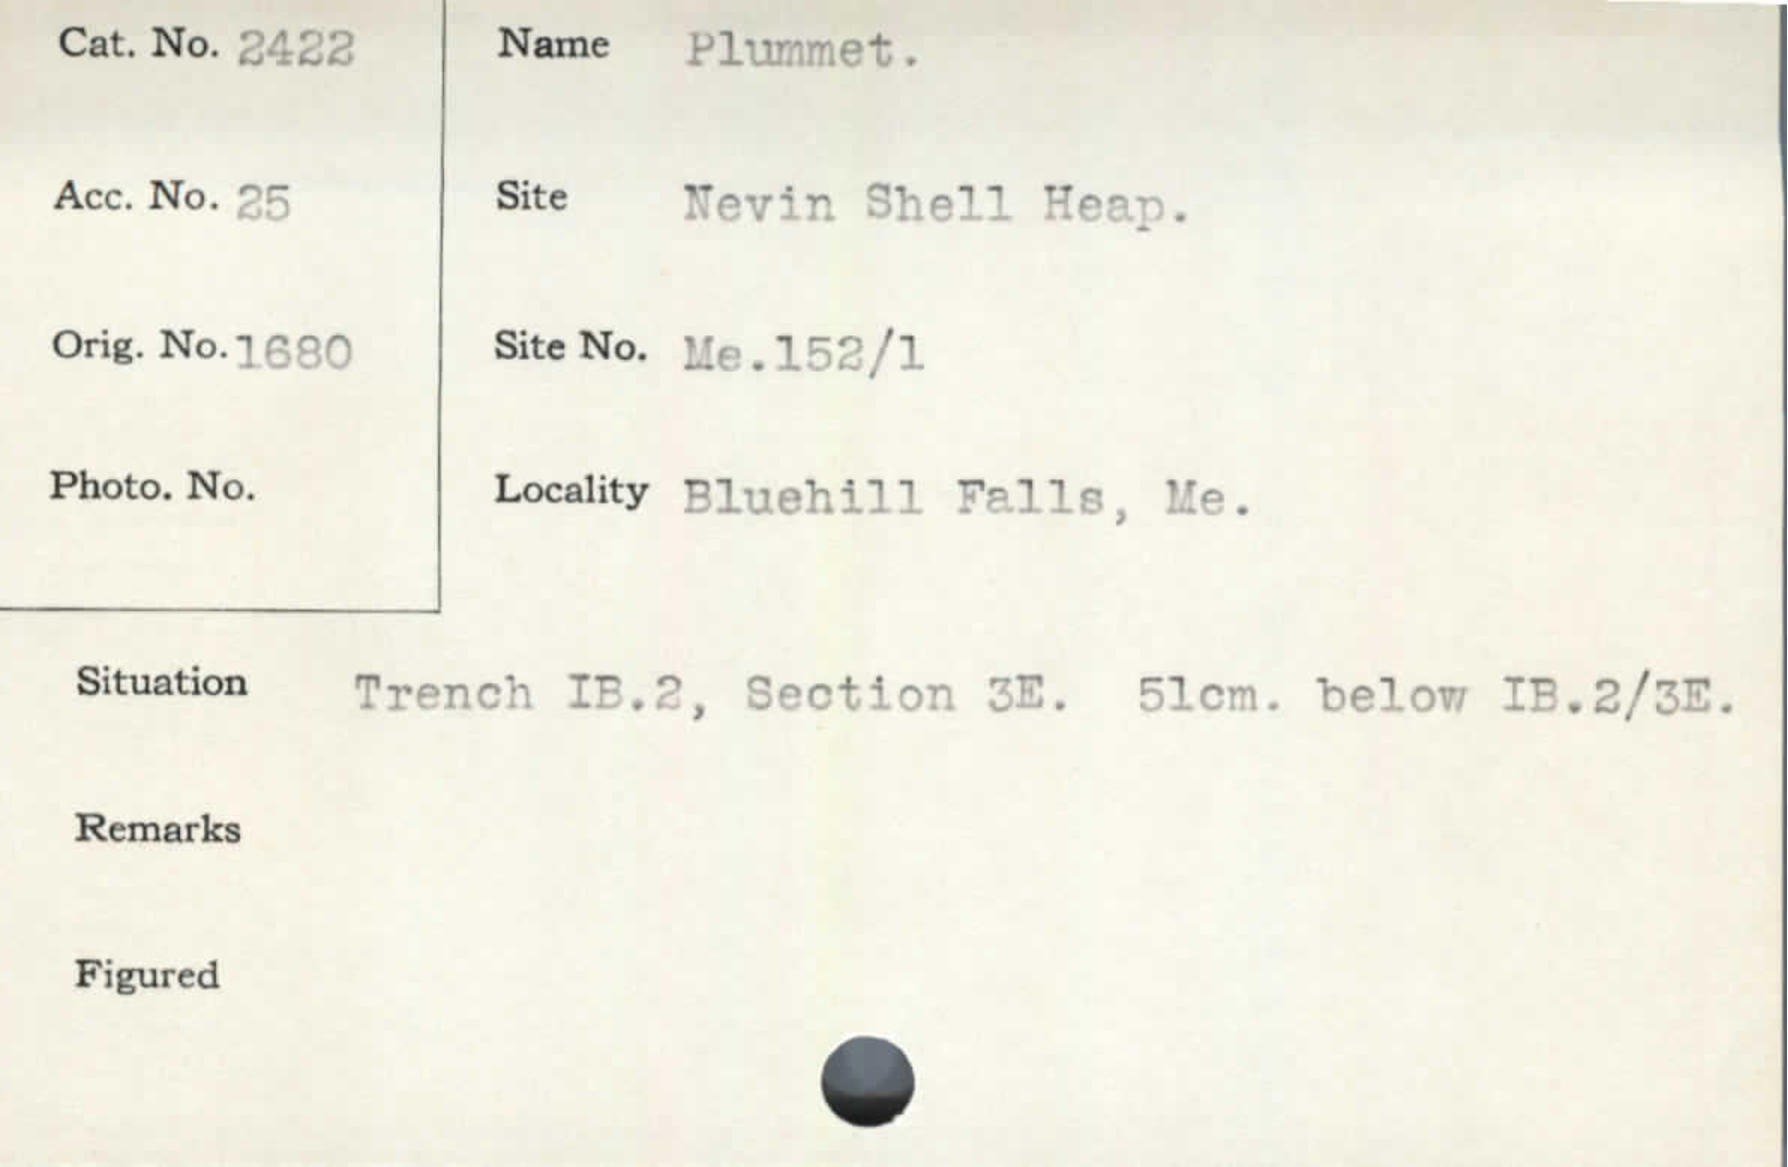 Cat. No. 2422
Acc. No. 25
Orig. No. 1680
Photo. No.
Name Plummet.
Site Nevin Shell Heap.
Site No. Me.152/1
Locality Bluehill Falls, Me.
Situation Trench IB.2, Section 3E. 51cm. below IB.2/3E.
Remarks
Figured